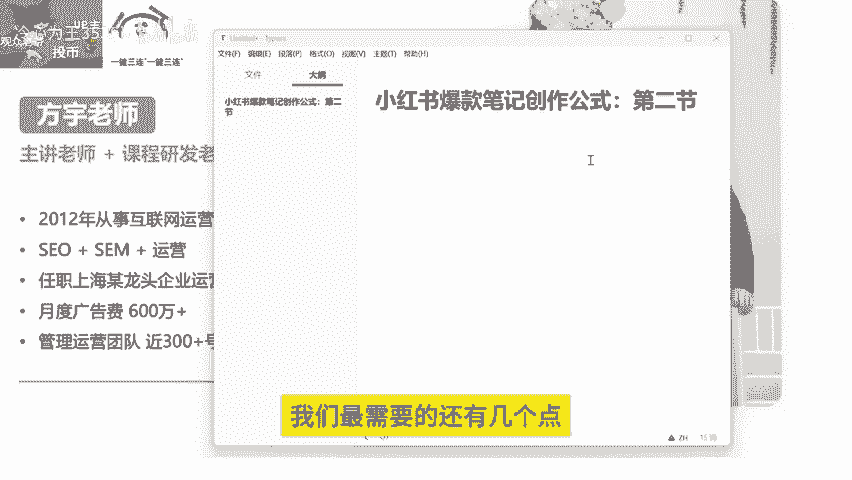 投币
一键三连`一键三连`
方宇老师
主讲老师 + 课程研发老
• 2012年从事互联网运营
• SEO + SEM + 运营
• 任职上海某龙头企业运营
• 月度广告费 600万+
• 管理运营团队 近300+号
文件(F) 编辑(E) 段落(P) 格式(O) 视图(V) 主题(T) 帮助(H)
文件 大纲
小红书爆款笔记创作公式：第二
节
小红书爆款笔记创作公式：第二节
我们最需要的还有几个点
ZH 15 词